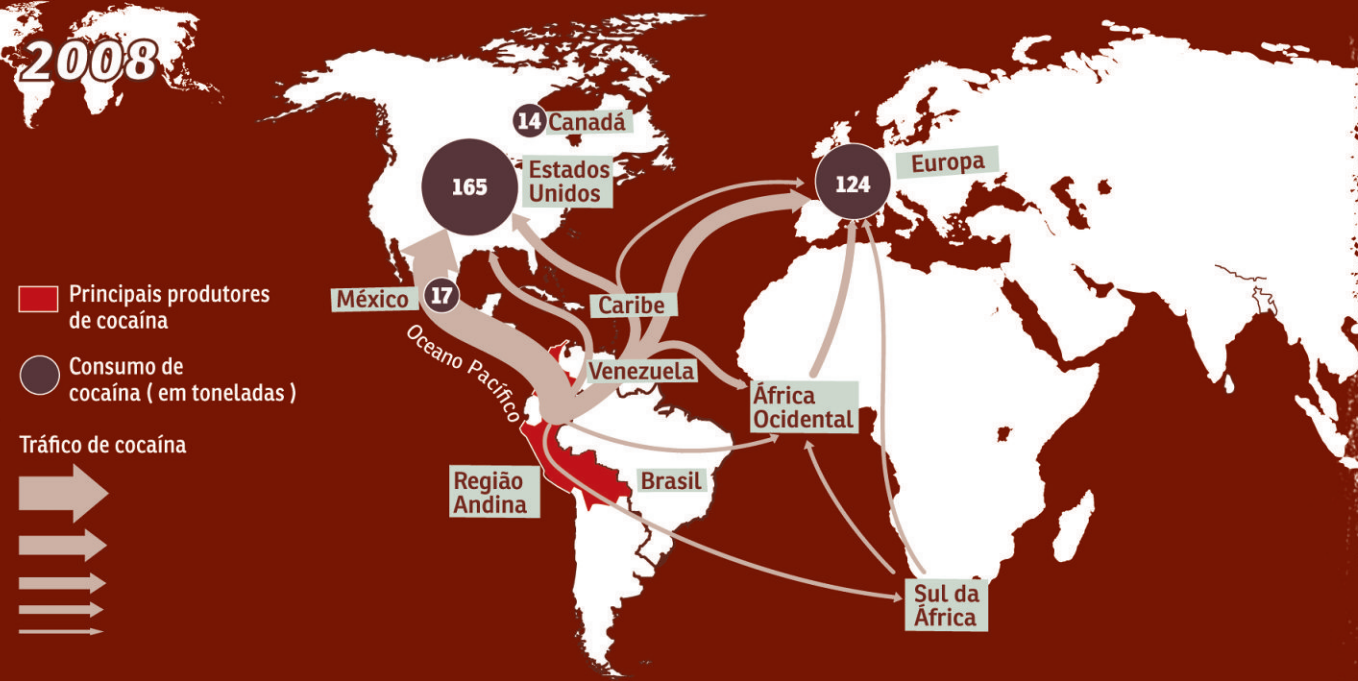 2008
14
Canadá
165
Estados
Unidos
124
Europa
México
17
Caribe
Oceano Pacífico
Venezuela
África
Ocidental
Região
Andina
Brasil
Sul da
África
Principais produtores
de cocaína
Consumo de
cocaína ( em toneladas )
Tráfico de cocaína